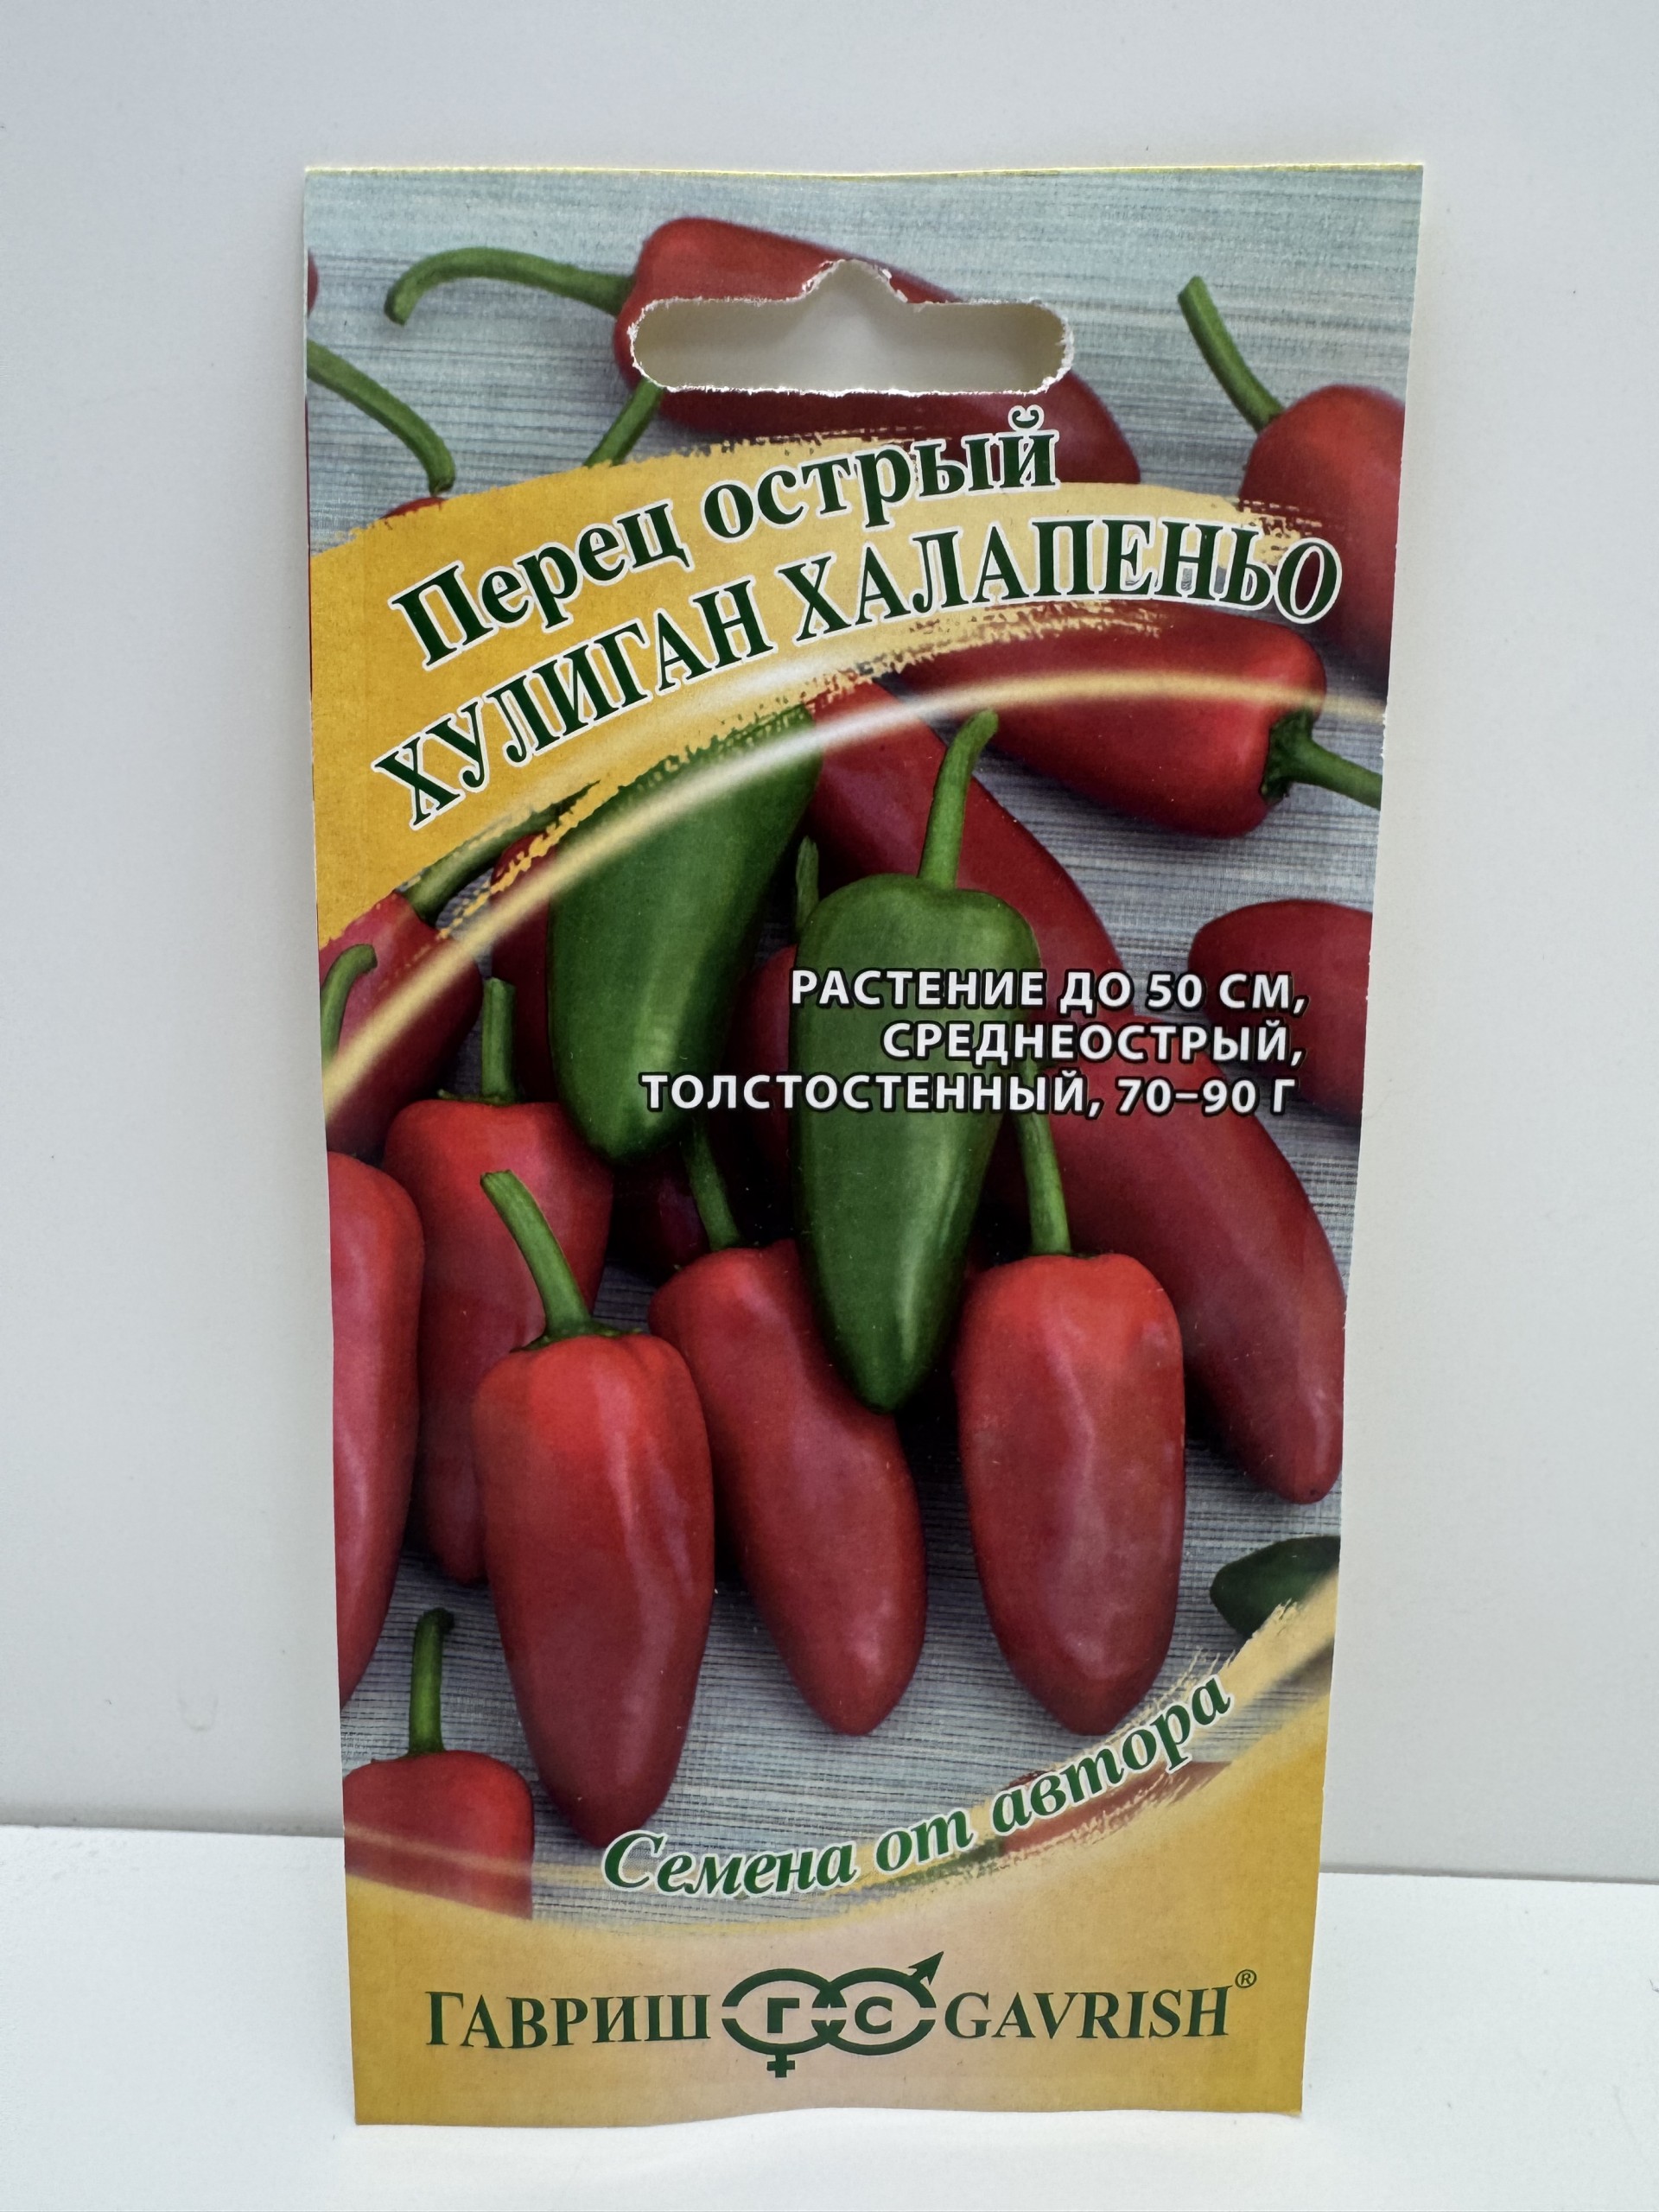 Перец острый
ХУЛИГАН ХАЛАПЕНЬО
РАСТЕНИЕ ДО 50 СМ,
СРЕДНЕОСТРЫЙ,
ТОЛСТОСТЕННЫЙ, 70–90 Г
Семена от автора
ГАВРИШ ГС GAVRISH®